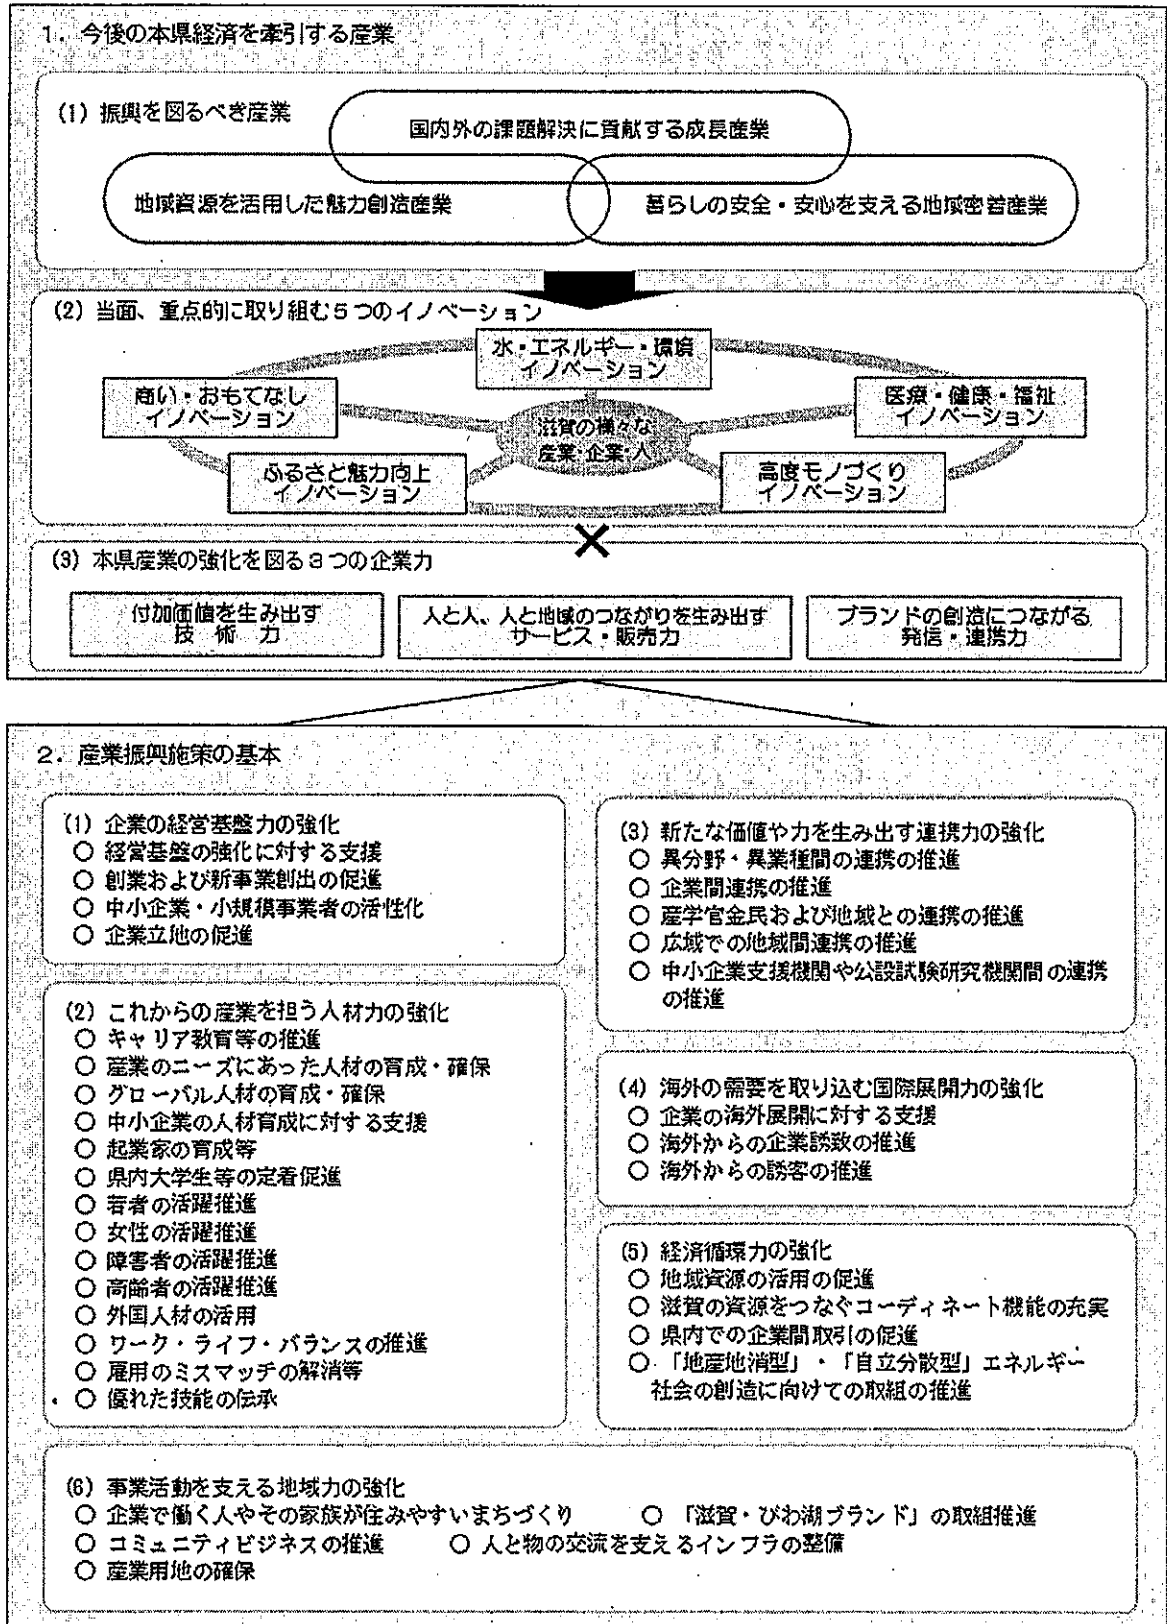 1. 今後の本県経済を牽引する産業
(1) 振興を図るべき産業
国内外の課題解決に貢献する成長産業
地域資源を活用した魅力創造産業
暮らしの安全・安心を支える地域密着産業
(2) 当面、重点的に取り組む5つのイノベーション
水・エネルギー・環境
イノベーション
商い・おもてなし
イノベーション
医療・健康・福祉
イノベーション
滋賀の様々な
産業・企業・人
ふるさと魅力向上
イノベーション
高度モノづくり
イノベーション
×
(3) 本県産業の強化を図る3つの企業力
付加価値を生み出す
技 術 力
人と人、人と地域のつながりを生み出す
サービス・販売力
ブランドの創造につながる
発信・連携力
2. 産業振興施策の基本
(1) 企業の経営基盤力の強化
○ 経営基盤の強化に対する支援
○ 創業および新事業創出の促進
○ 中小企業・小規模事業者の活性化
○ 企業立地の促進
(2) これからの産業を担う人材力の強化
○ キャリア教育等の推進
○ 産業のニーズにあった人材の育成・確保
○ グローバル人材の育成・確保
○ 中小企業の人材育成に対する支援
○ 起業家の育成等
○ 県内大学生等の定着促進
○ 若者の活躍推進
○ 女性の活躍推進
○ 障害者の活躍推進
○ 高齢者の活躍推進
○ 外国人材の活用
○ ワーク・ライフ・バランスの推進
○ 雇用のミスマッチの解消等
○ 優れた技能の伝承
(3) 新たな価値や力を生み出す連携力の強化
○ 異分野・異業種間の連携の推進
○ 企業間連携の推進
○ 産学官金民および地域との連携の推進
○ 広域での地域間連携の推進
○ 中小企業支援機関や公設試験研究機関間の連携
の推進
(4) 海外の需要を取り込む国際展開力の強化
○ 企業の海外展開に対する支援
○ 海外からの企業誘致の推進
○ 海外からの誘客の推進
(5) 経済循環力の強化
○ 地域資源の活用の促進
○ 滋賀の資源をつなぐコーディネート機能の充実
○ 県内での企業間取引の促進
○ 「地産地消型」・「自立分散型」エネルギー
社会の創造に向けての取組の推進
(6) 事業活動を支える地域力の強化
○ 企業で働く人やその家族が住みやすいまちづくり ○ 「滋賀・びわ湖ブランド」の取組推進
○ コミュニティビジネスの推進 ○ 人と物の交流を支えるインフラの整備
○ 産業用地の確保